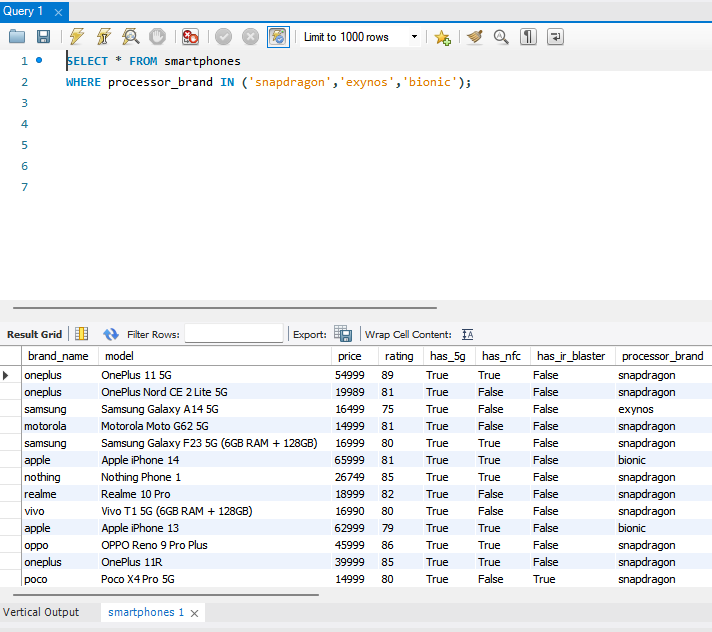 Query 1
Limit to 1000 rows
1 SELECT * FROM smartphones
2 WHERE processor_brand IN ('snapdragon','exynos','bionic');
3
4
5
6
7
Result Grid Filter Rows: Export: Wrap Cell Content:
brand_name model price rating has_5g has_nfc has_ir_blaster processor_brand
oneplus OnePlus 11 5G 54999 89 True True False snapdragon
oneplus OnePlus Nord CE 2 Lite 5G 19989 81 True False False snapdragon
samsung Samsung Galaxy A14 5G 16499 75 True False False exynos
motorola Motorola Moto G62 5G 14999 81 True False False snapdragon
samsung Samsung Galaxy F23 5G (6GB RAM + 128GB) 16999 80 True True False snapdragon
apple Apple iPhone 14 65999 81 True True False bionic
nothing Nothing Phone 1 26749 85 True True False snapdragon
realme Realme 10 Pro 18999 82 True False False snapdragon
vivo Vivo T1 5G (6GB RAM + 128GB) 16990 80 True False False snapdragon
apple Apple iPhone 13 62999 79 True True False bionic
oppo OPPO Reno 9 Pro Plus 45999 86 True True False snapdragon
oneplus OnePlus 11R 39999 85 True True False snapdragon
poco Poco X4 Pro 5G 14999 80 True False True snapdragon
Vertical Output smartphones 1